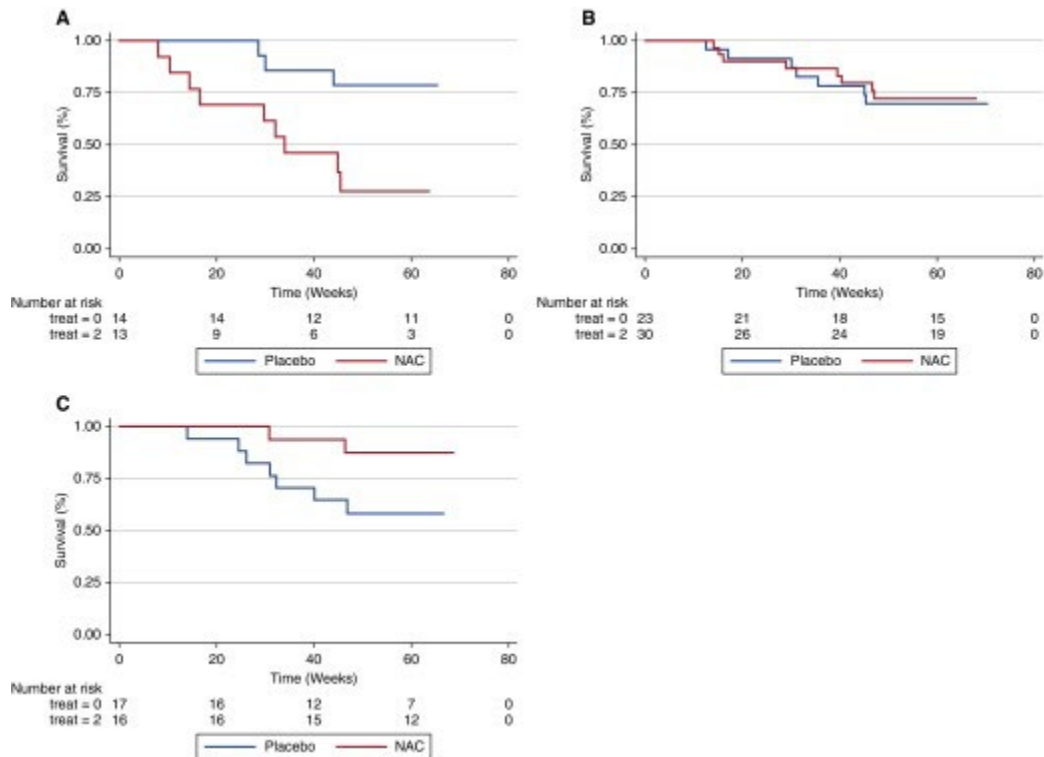 A
1.00
0.75
0.50
0.25
0.00
Survival (%)
0 20 40 60 80
Time (Weeks)
Number at risk
treat = 0 14 14 12 11 0
treat = 2 13 9 6 3 0
Placebo NAC
B
1.00
0.75
0.50
0.25
0.00
Survival (%)
0 20 40 60 80
Time (Weeks)
Number at risk
treat = 0 23 21 18 15 0
treat = 2 30 26 24 19 0
Placebo NAC
C
1.00
0.75
0.50
0.25
0.00
Survival (%)
0 20 40 60 80
Time (Weeks)
Number at risk
treat = 0 17 16 12 7 0
treat = 2 16 16 15 12 0
Placebo NAC